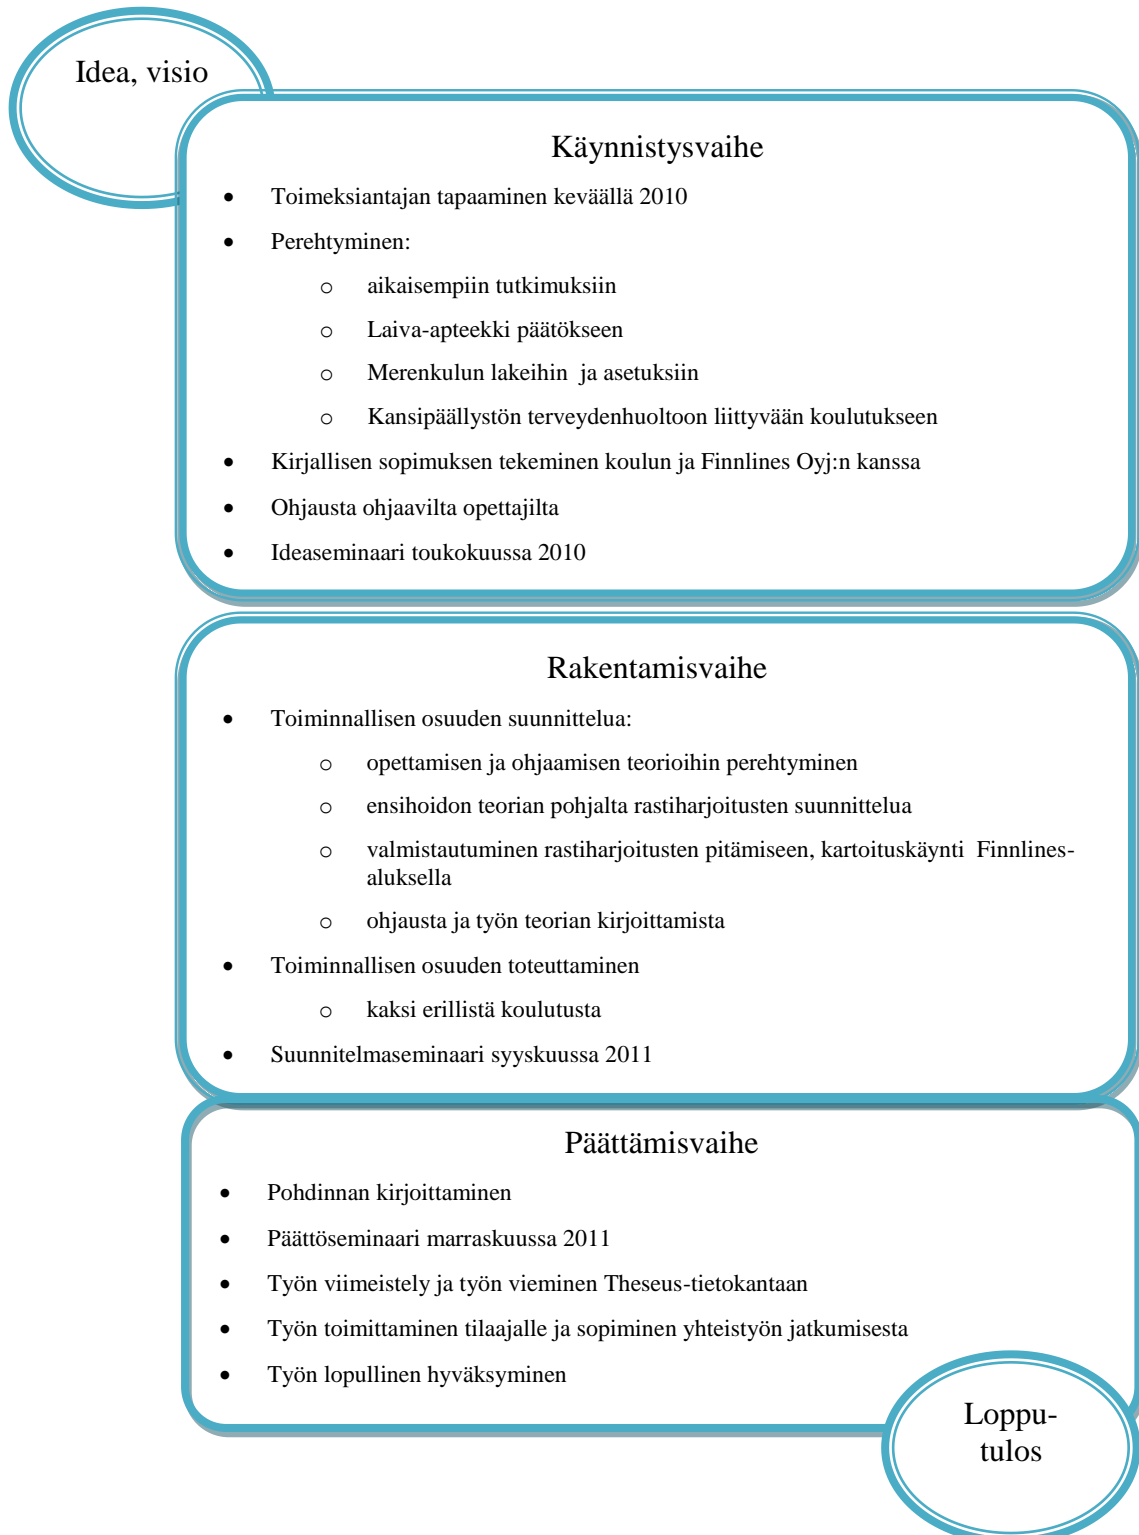 Idea, visio
Käynnistysvaihe
• Toimeksiantajan tapaaminen keväällä 2010
• Perehtyminen:
o aikaisempiin tutkimuksiin
o Laiva-apteekki päätökseen
o Merenkulun lakeihin ja asetuksiin
o Kansipäällystön terveydenhuoltoon liittyvään koulutukseen
• Kirjallisen sopimuksen tekeminen koulun ja Finnlines Oyj:n kanssa
• Ohjausta ohjaavilta opettajilta
• Ideaseminaari toukokuussa 2010
Rakentamisvaihe
• Toiminnallisen osuuden suunnittelua:
o opettamisen ja ohjaamisen teorioihin perehtyminen
o ensihoidon teorian pohjalta rastiharjoitusten suunnittelua
o valmistautuminen rastiharjoitusten pitämiseen, kartoituskäynti Finnlines-
aluksella
o ohjausta ja työn teorian kirjoittamista
• Toiminnallisen osuuden toteuttaminen
o kaksi erillistä koulutusta
• Suunnitelmaseminaari syyskuussa 2011
Päättämisvaihe
• Pohdinnan kirjoittaminen
• Päättöseminaari marraskuussa 2011
• Työn viimeistely ja työn vieminen Theseus-tietokantaan
• Työn toimittaminen tilaajalle ja sopiminen yhteistyön jatkumisesta
• Työn lopullinen hyväksyminen
Loppu-
tulos